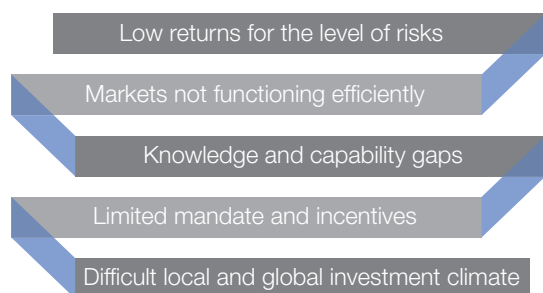 Low returns for the level of risks
Markets not functioning efficiently
Knowledge and capability gaps
Limited mandate and incentives
Difficult local and global investment climate